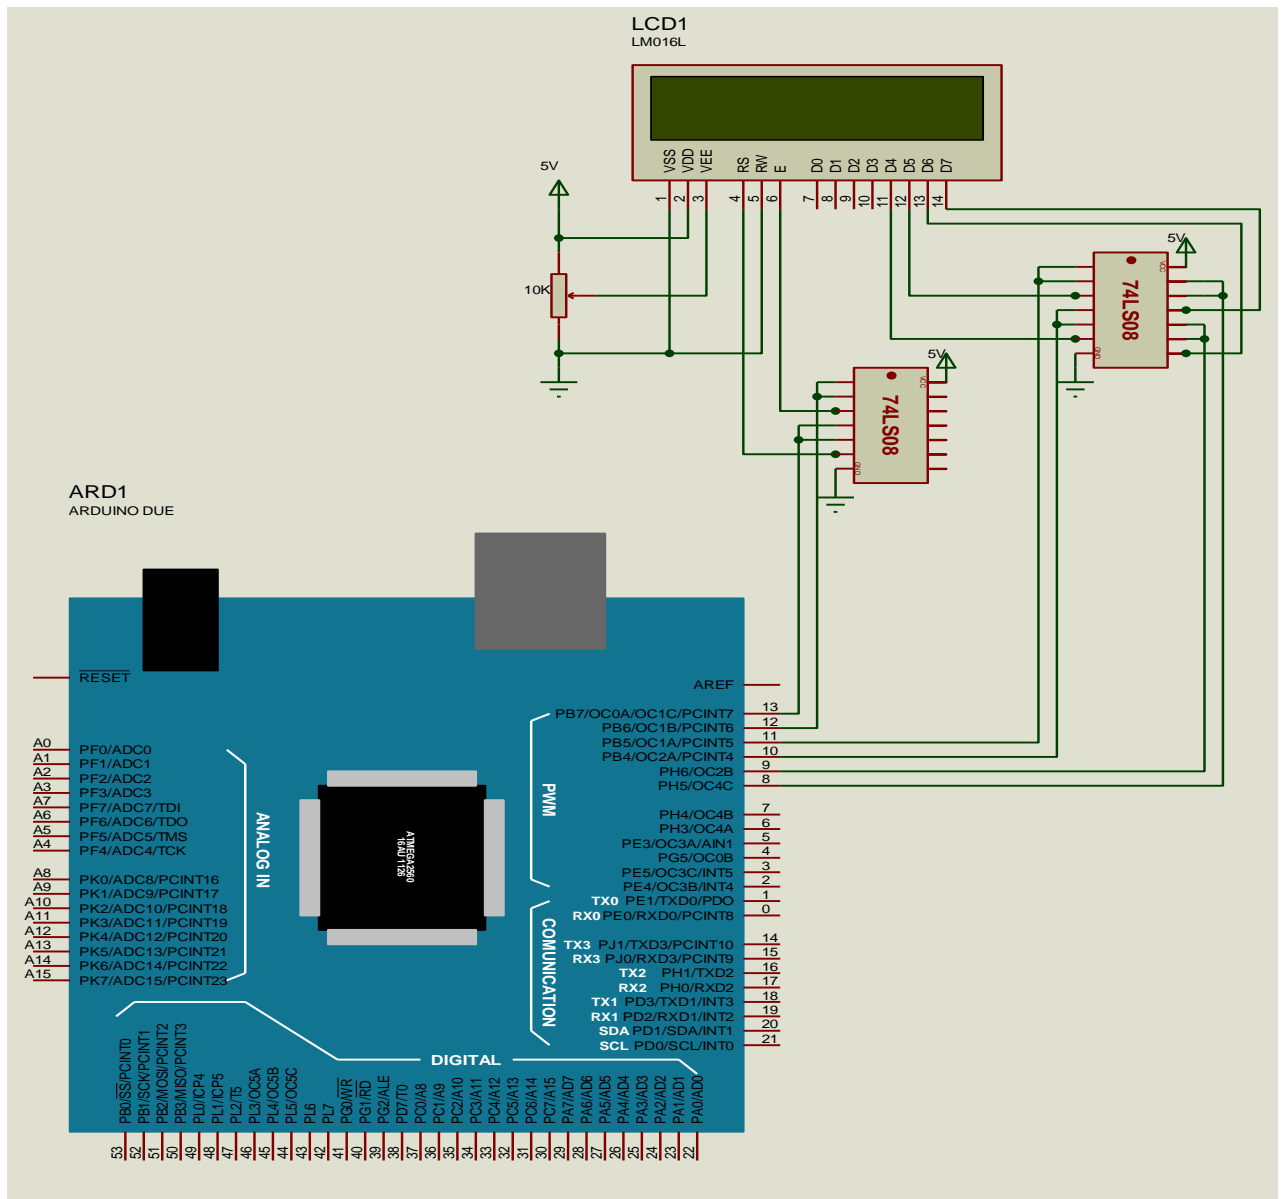 LCD1
LM016L
VSS
VDD
VEE
RS
RW
E
D0
D1
D2
D3
D4
D5
D6
D7
1
2
3
4
5
6
7
8
9
10
11
12
13
14
5V
10K
5V
VCC
74LS08
GND
5V
VCC
74LS08
GND
ARD1
ARDUINO DUE
RESET
AREF
A0 PF0/ADC0
A1 PF1/ADC1
A2 PF2/ADC2
A3 PF3/ADC3
A7 PF7/ADC7/TDI
A6 PF6/ADC6/TDO
A5 PF5/ADC5/TMS
A4 PF4/ADC4/TCK
A8 PK0/ADC8/PCINT16
A9 PK1/ADC9/PCINT17
A10 PK2/ADC10/PCINT18
A11 PK3/ADC11/PCINT19
A12 PK4/ADC12/PCINT20
A13 PK5/ADC13/PCINT21
A14 PK6/ADC14/PCINT22
A15 PK7/ADC15/PCINT23
ANALOG IN
ATMEGA2560
16AU 1126
PWM
COMUNICATION
PB7/OC0A/OC1C/PCINT7 13
PB6/OC1B/PCINT6 12
PB5/OC1A/PCINT5 11
PB4/OC2A/PCINT4 10
PH6/OC2B 9
PH5/OC4C 8
PH4/OC4B 7
PH3/OC4A 6
PE3/OC3A/AIN1 5
PG5/OC0B 4
PE5/OC3C/INT5 3
PE4/OC3B/INT4 2
TX0 PE1/TXD0/PDO 1
RX0 PE0/RXD0/PCINT8 0
TX3 PJ1/TXD3/PCINT10 14
RX3 PJ0/RXD3/PCINT9 15
TX2 PH1/TXD2 16
RX2 PH0/RXD2 17
TX1 PD3/TXD1/INT3 18
RX1 PD2/RXD1/INT2 19
SDA PD1/SDA/INT1 20
SCL PD0/SCL/INT0 21
DIGITAL
PB0/SS/PCINT0 53
PB1/SCK/PCINT1 52
PB2/MOSI/PCINT2 51
PB3/MISO/PCINT3 50
PL0/ICP4 49
PL1/ICP5 48
PL2/T5 47
PL3/OC5A 46
PL4/OC5B 45
PL5/OC5C 44
PL6 43
PL7 42
PG0/WR 41
PG1/RD 40
PG2/ALE 39
PD7/T0 38
PC0/A8 37
PC1/A9 36
PC2/A10 35
PC3/A11 34
PC4/A12 33
PC5/A13 32
PC6/A14 31
PC7/A15 30
PA7/AD7 29
PA6/AD6 28
PA5/AD5 27
PA4/AD4 26
PA3/AD3 25
PA2/AD2 24
PA1/AD1 23
PA0/AD0 22